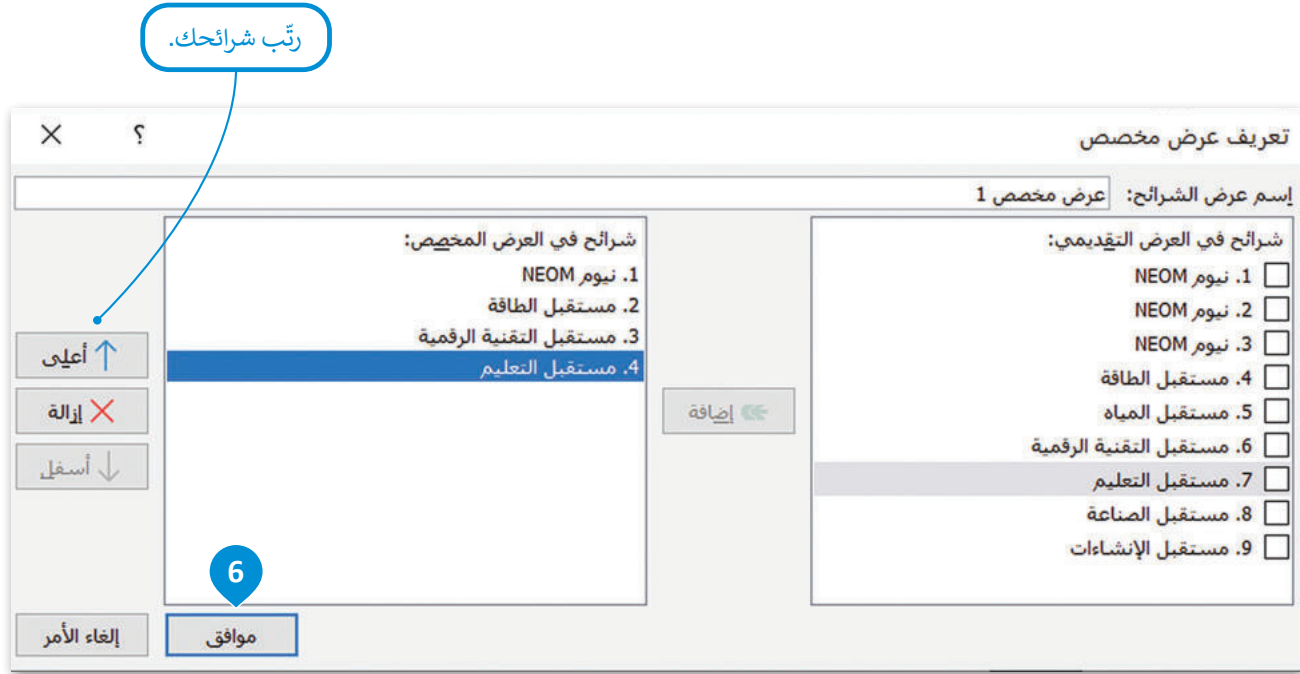 رتّب شرائحك.
تعريف عرض مخصص
؟
إسم عرض الشرائح: عرض مخصص 1
شرائح في العرض التقديمي:
1. نيوم NEOM
2. نيوم NEOM
3. نيوم NEOM
4. مستقبل الطاقة
5. مستقبل المياه
6. مستقبل التقنية الرقمية
7. مستقبل التعليم
8. مستقبل الصناعة
9. مستقبل الإنشاءات
إضافة
شرائح في العرض المخصص:
1. نيوم NEOM
2. مستقبل الطاقة
3. مستقبل التقنية الرقمية
4. مستقبل التعليم
أعلى
إزالة
أسفل
6
موافق
إلغاء الأمر